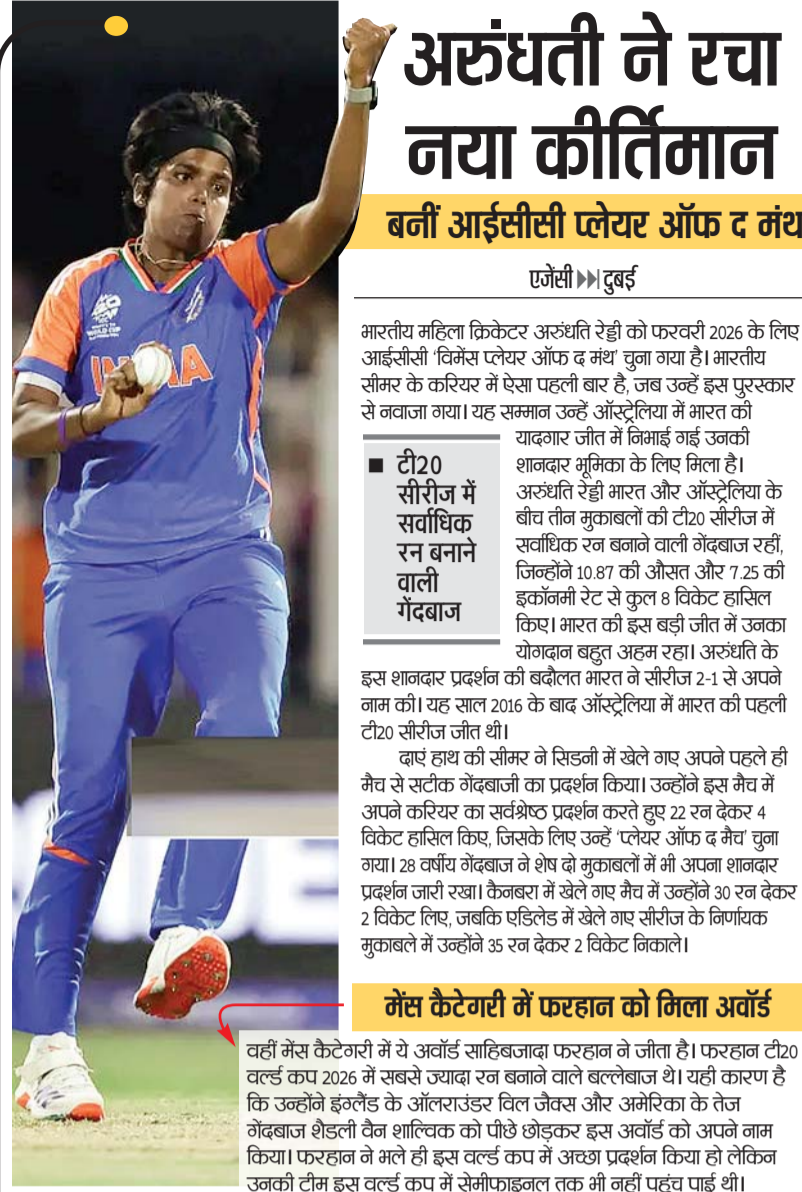 अरुंधती ने रचा
नया कीर्तिमान
बनीं आईसीसी प्लेयर ऑफ द मंथ
एजेंसी दुबई
भारतीय महिला क्रिकेटर अरुंधति रेड्डी को फरवरी 2026 के लिए
आईसीसी ‘विमेंस प्लेयर ऑफ द मंथ’ चुना गया है। भारतीय
सीमर के करियर में ऐसा पहली बार है, जब उन्हें इस पुरस्कार
से नवाजा गया। यह सम्मान उन्हें ऑस्ट्रेलिया में भारत की
यादगार जीत में निभाई गई उनकी
शानदार भूमिका के लिए मिला है।
अरुंधति रेड्डी भारत और ऑस्ट्रेलिया के
बीच तीन मुकाबलों की टी20 सीरीज में
सर्वाधिक रन बनाने वाली गेंदबाज रहीं,
जिन्होंने 10.87 की औसत और 7.25 की
इकॉनमी रेट से कुल 8 विकेट हासिल
किए। भारत की इस बड़ी जीत में उनका
योगदान बहुत अहम रहा। अरुंधति के
■ टी20
सीरीज में
सर्वाधिक
रन बनाने
वाली
गेंदबाज
इस शानदार प्रदर्शन की बदौलत भारत ने सीरीज 2-1 से अपने
नाम की। यह साल 2016 के बाद ऑस्ट्रेलिया में भारत की पहली
टी20 सीरीज जीत थी।
दाएं हाथ की सीमर ने सिडनी में खेले गए अपने पहले ही
मैच से सटीक गेंदबाजी का प्रदर्शन किया। उन्होंने इस मैच में
अपने करियर का सर्वश्रेष्ठ प्रदर्शन करते हुए 22 रन देकर 4
विकेट हासिल किए, जिसके लिए उन्हें ‘प्लेयर ऑफ द मैच’ चुना
गया। 28 वर्षीय गेंदबाज ने शेष दो मुकाबलों में भी अपना शानदार
प्रदर्शन जारी रखा। कैनबरा में खेले गए मैच में उन्होंने 30 रन देकर
2 विकेट लिए, जबकि एडिलेड में खेले गए सीरीज के निर्णायक
मुकाबले में उन्होंने 35 रन देकर 2 विकेट निकाले।
मेंस कैटेगरी में फरहान को मिला अवॉर्ड
वहीं मेंस कैटेगरी में ये अवॉर्ड साहिबजादा फरहान ने जीता है। फरहान टी20
वर्ल्ड कप 2026 में सबसे ज्यादा रन बनाने वाले बल्लेबाज थे। यही कारण है
कि उन्होंने इंग्लैंड के ऑलराउंडर विल जैक्स और अमेरिका के तेज
गेंदबाज शैडली वैन शाल्विक को पीछे छोड़कर इस अवॉर्ड को अपने नाम
किया। फरहान ने भले ही इस वर्ल्ड कप में अच्छा प्रदर्शन किया हो लेकिन
उनकी टीम इस वर्ल्ड कप में सेमीफाइनल तक भी नहीं पहुंच पाई थी।
WORLD CUP
INDIA